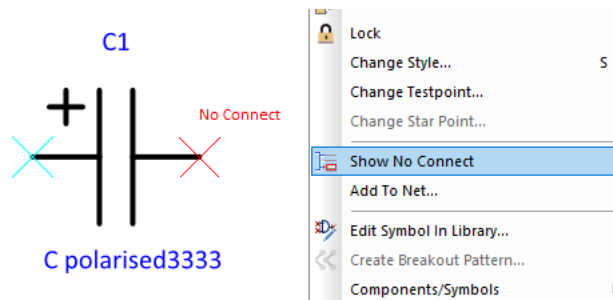 C1
No Connect
C polarised3333
Lock
Change Style... S
Change Testpoint...
Change Star Point...
Show No Connect
Add To Net...
Edit Symbol In Library...
Create Breakout Pattern...
Components/Symbols